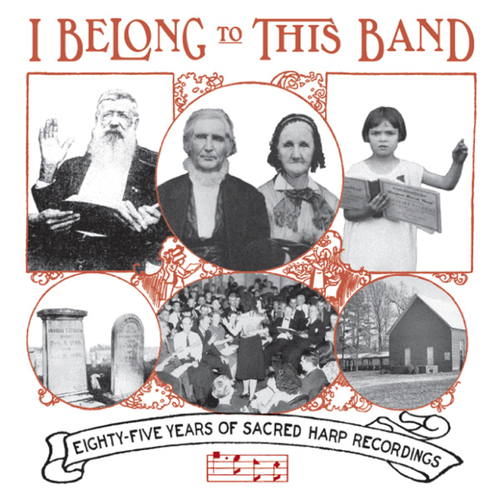 I BELONG TO THIS BAND
EIGHTY-FIVE YEARS OF SACRED HARP RECORDINGS